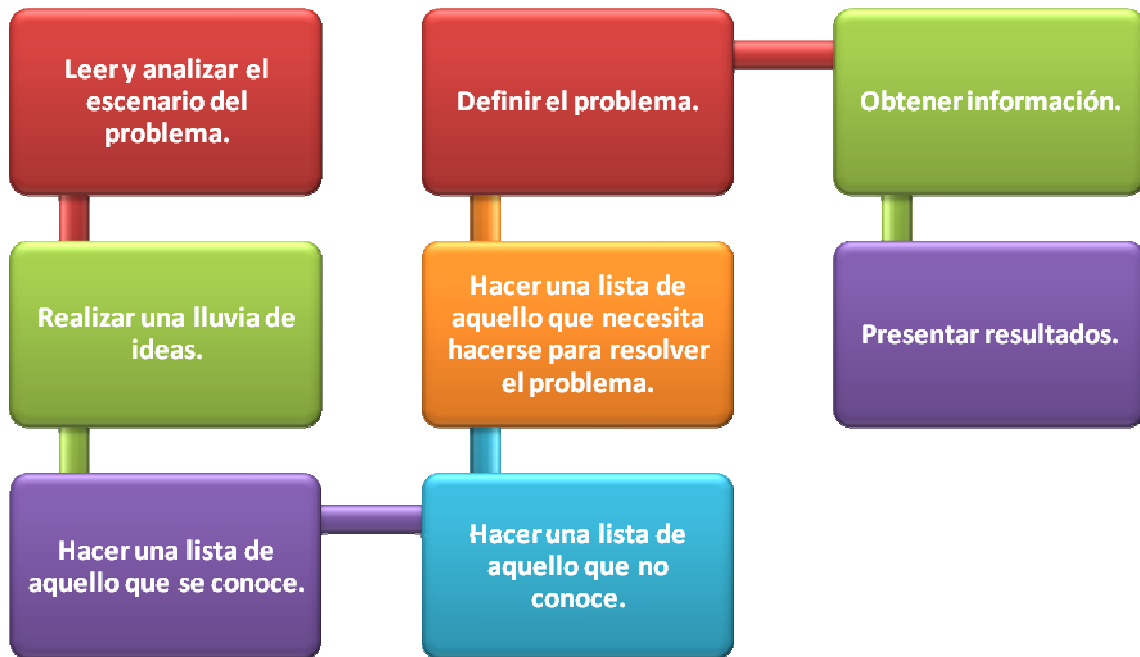 Leer y analizar el
escenario del
problema.
Realizar una lluvia de
ideas.
Hacer una lista de
aquello que se conoce.
Hacer una lista de
aquello que no
conoce.
Hacer una lista de
aquello que necesita
hacerse para resolver
el problema.
Definir el problema.
Obtener información.
Presentar resultados.